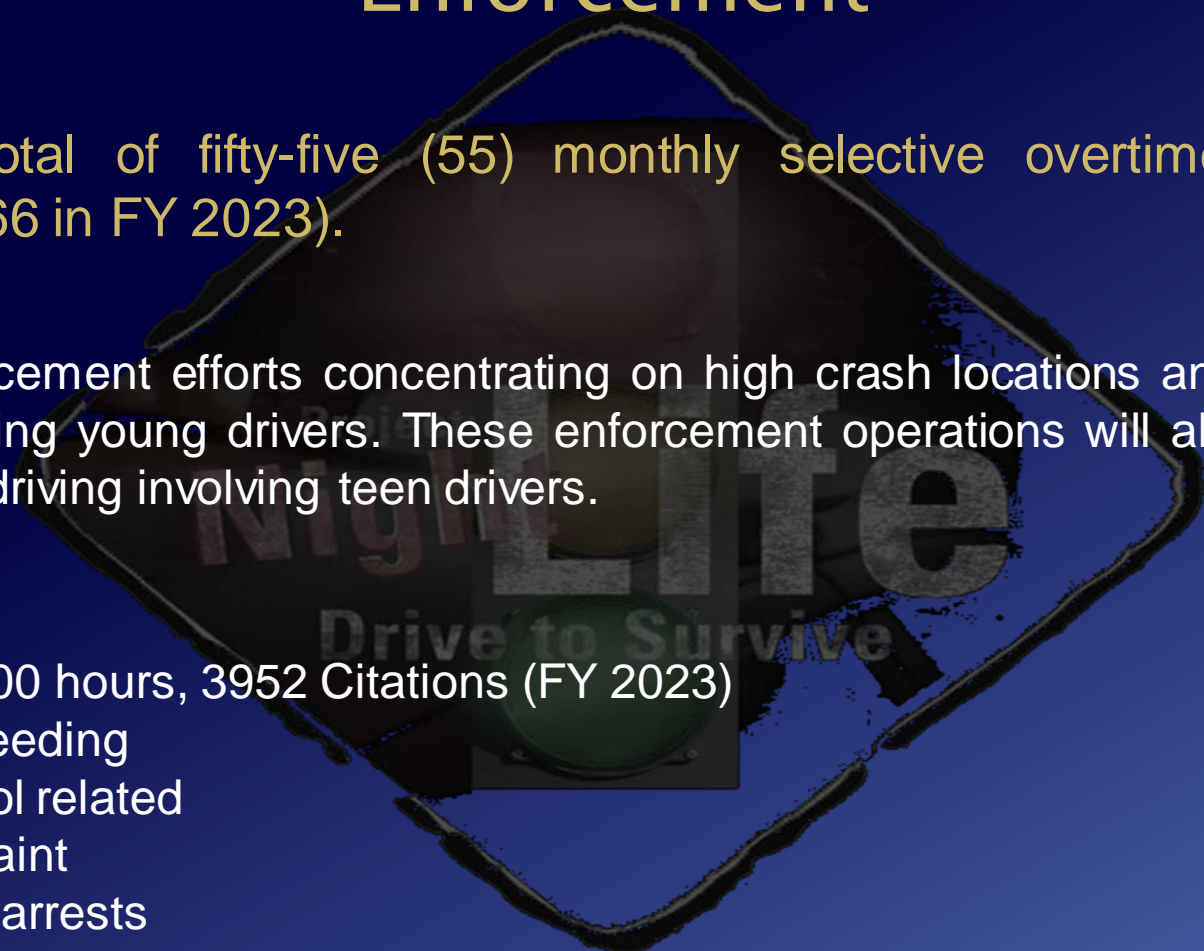 Enforcement
otal of fifty-five (55) monthly selective overtime
66 in FY 2023).
cement efforts concentrating on high crash locations an
ing young drivers. These enforcement operations will al
driving involving teen drivers.
Project
Night Life
Drive to Survive
00 hours, 3952 Citations (FY 2023)
eeding
ol related
aint
arrests